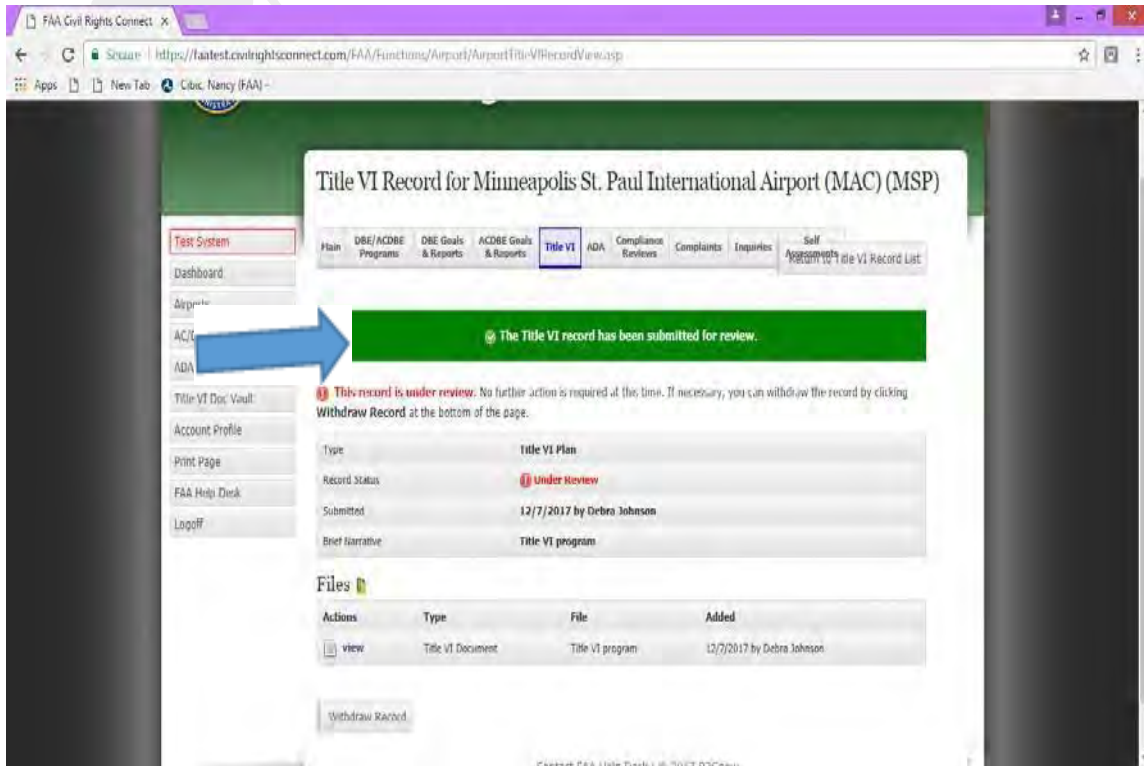 FAA Civil Rights Connect
Secure https://faatest.civilrightsconnect.com/FAA/Functions/Airport/AirportTitleVIRecordView.asp
Apps New Tab Cibic, Nancy (FAA) -
Title VI Record for Minneapolis St. Paul International Airport (MAC) (MSP)
Test System
Dashboard
Airports
ADA
Title VI Doc Vault
Account Profile
Print Page
FAA Help Desk
Logoff
Main DBE/ACDBE Programs DBE Goals & Reports ACDBE Goals & Reports Title VI ADA Compliance Reviews Complaints Inquiries Self Assessments
Return to Title VI Record List
The Title VI record has been submitted for review.
This record is under review. No further action is required at this time. If necessary, you can withdraw the record by clicking
Withdraw Record at the bottom of the page.
Type Title VI Plan
Record Status Under Review
Submitted 12/7/2017 by Debra Johnson
Brief Narrative Title VI program
Files
Actions Type File Added
view Title VI Document Title VI program 12/7/2017 by Debra Johnson
Withdraw Record
Contact FAA Help Desk